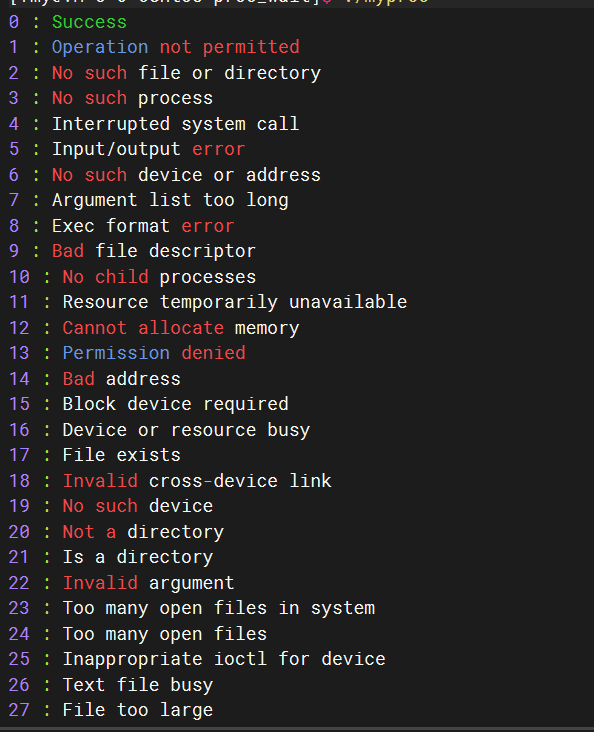 0 : Success
1 : Operation not permitted
2 : No such file or directory
3 : No such process
4 : Interrupted system call
5 : Input/output error
6 : No such device or address
7 : Argument list too long
8 : Exec format error
9 : Bad file descriptor
10 : No child processes
11 : Resource temporarily unavailable
12 : Cannot allocate memory
13 : Permission denied
14 : Bad address
15 : Block device required
16 : Device or resource busy
17 : File exists
18 : Invalid cross-device link
19 : No such device
20 : Not a directory
21 : Is a directory
22 : Invalid argument
23 : Too many open files in system
24 : Too many open files
25 : Inappropriate ioctl for device
26 : Text file busy
27 : File too large